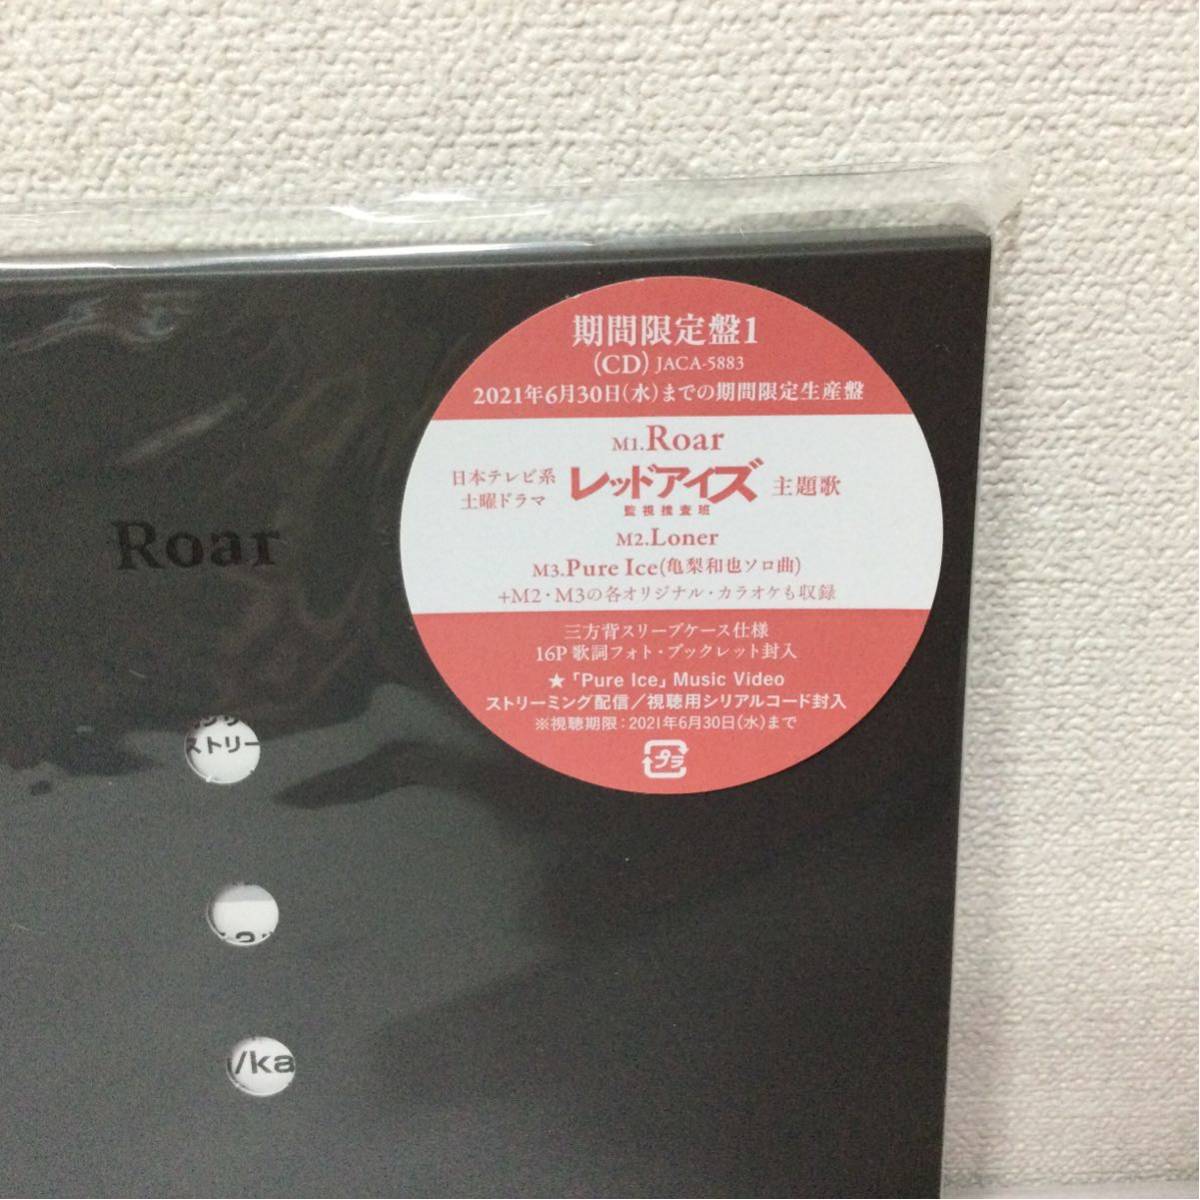 期間限定盤1
(CD) JACA-5883
2021年6月30日(水)までの期間限定生産盤
M1.Roar
日本テレビ系
土曜ドラマ
レッドアイズ
監視捜査班
主題歌
M2.Loner
M3.Pure Ice(亀梨和也ソロ曲)
+M2・M3の各オリジナル・カラオケも収録
三方背スリーブケース仕様
16P 歌詞フォト・ブックレット封入
★「Pure Ice」Music Video
ストリーミング配信/視聴用シリアルコード封入
※視聴期限:2021年6月30日(水)まで
プラ
Roar
ストリー
/ka